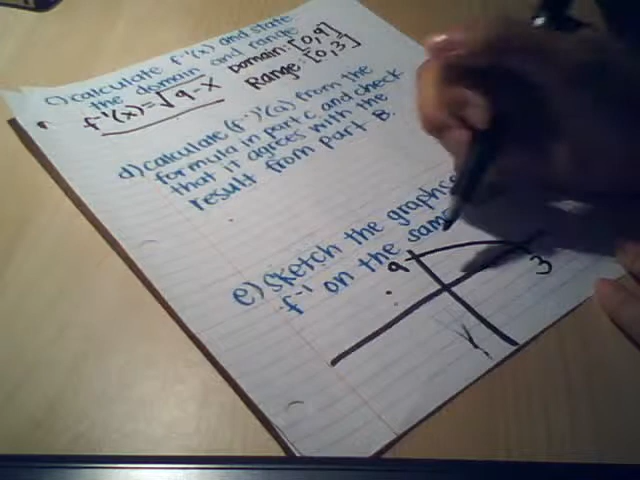 c) calculate f⁻¹(x) and state
the domain and range
f⁻¹(x) = √9-x
Domain: [0,9]
Range: [0,3]
d) calculate (f⁻¹)'(a) from the
formula in part c and check
that it agrees with the
result from Part B.
e) Sketch the graphs
f⁻¹ on the same
9
3